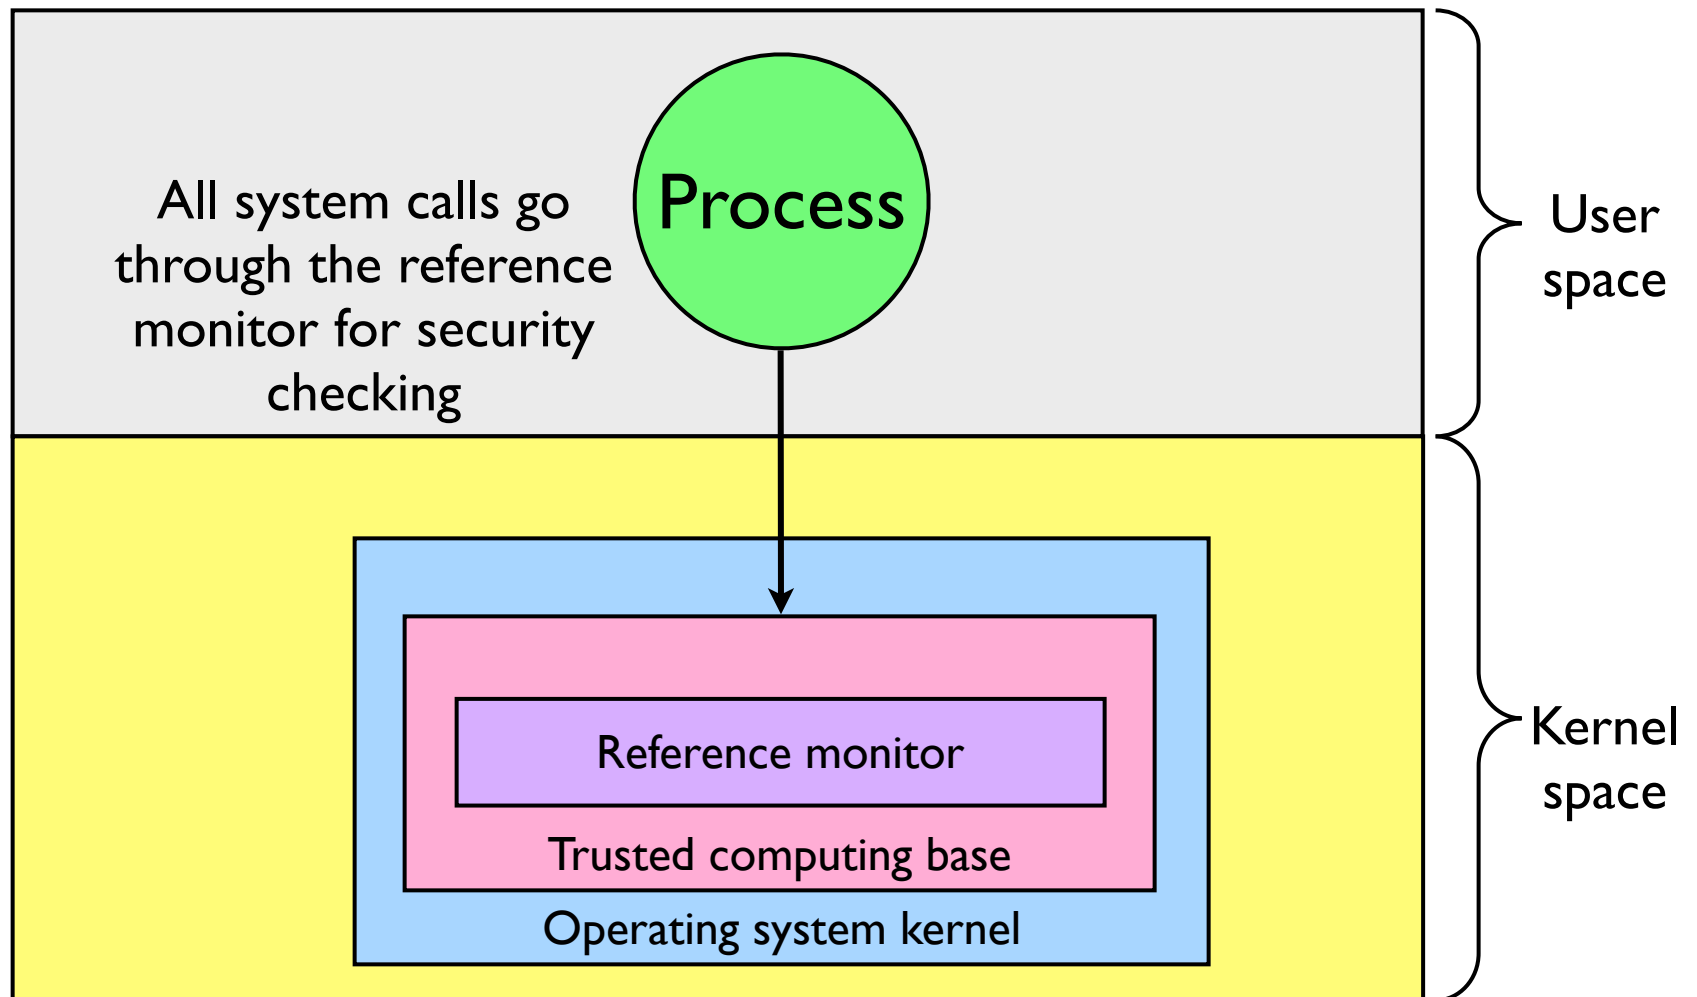 All system calls go
through the reference
monitor for security
checking
Process
User
space
Reference monitor
Trusted computing base
Operating system kernel
Kernel
space